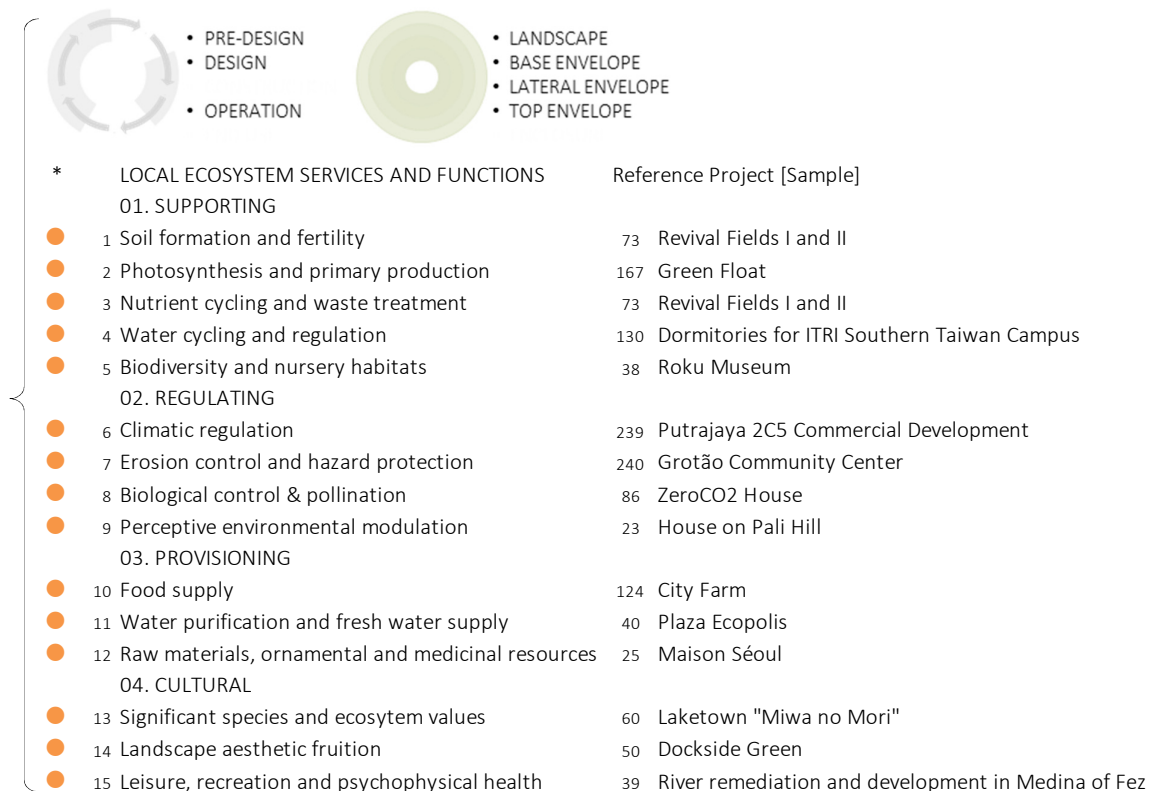 • PRE-DESIGN
• DESIGN
• OPERATION
• LANDSCAPE
• BASE ENVELOPE
• LATERAL ENVELOPE
• TOP ENVELOPE
* LOCAL ECOSYSTEM SERVICES AND FUNCTIONS Reference Project [Sample]
01. SUPPORTING
1 Soil formation and fertility 73 Revival Fields I and II
2 Photosynthesis and primary production 167 Green Float
3 Nutrient cycling and waste treatment 73 Revival Fields I and II
4 Water cycling and regulation 130 Dormitories for ITRI Southern Taiwan Campus
5 Biodiversity and nursery habitats 38 Roku Museum
02. REGULATING
6 Climatic regulation 239 Putrajaya 2C5 Commercial Development
7 Erosion control and hazard protection 240 Grotão Community Center
8 Biological control & pollination 86 ZeroCO2 House
9 Perceptive environmental modulation 23 House on Pali Hill
03. PROVISIONING
10 Food supply 124 City Farm
11 Water purification and fresh water supply 40 Plaza Ecopolis
12 Raw materials, ornamental and medicinal resources 25 Maison Séoul
04. CULTURAL
13 Significant species and ecosytem values 60 Laketown "Miwa no Mori"
14 Landscape aesthetic fruition 50 Dockside Green
15 Leisure, recreation and psychophysical health 39 River remediation and development in Medina of Fez